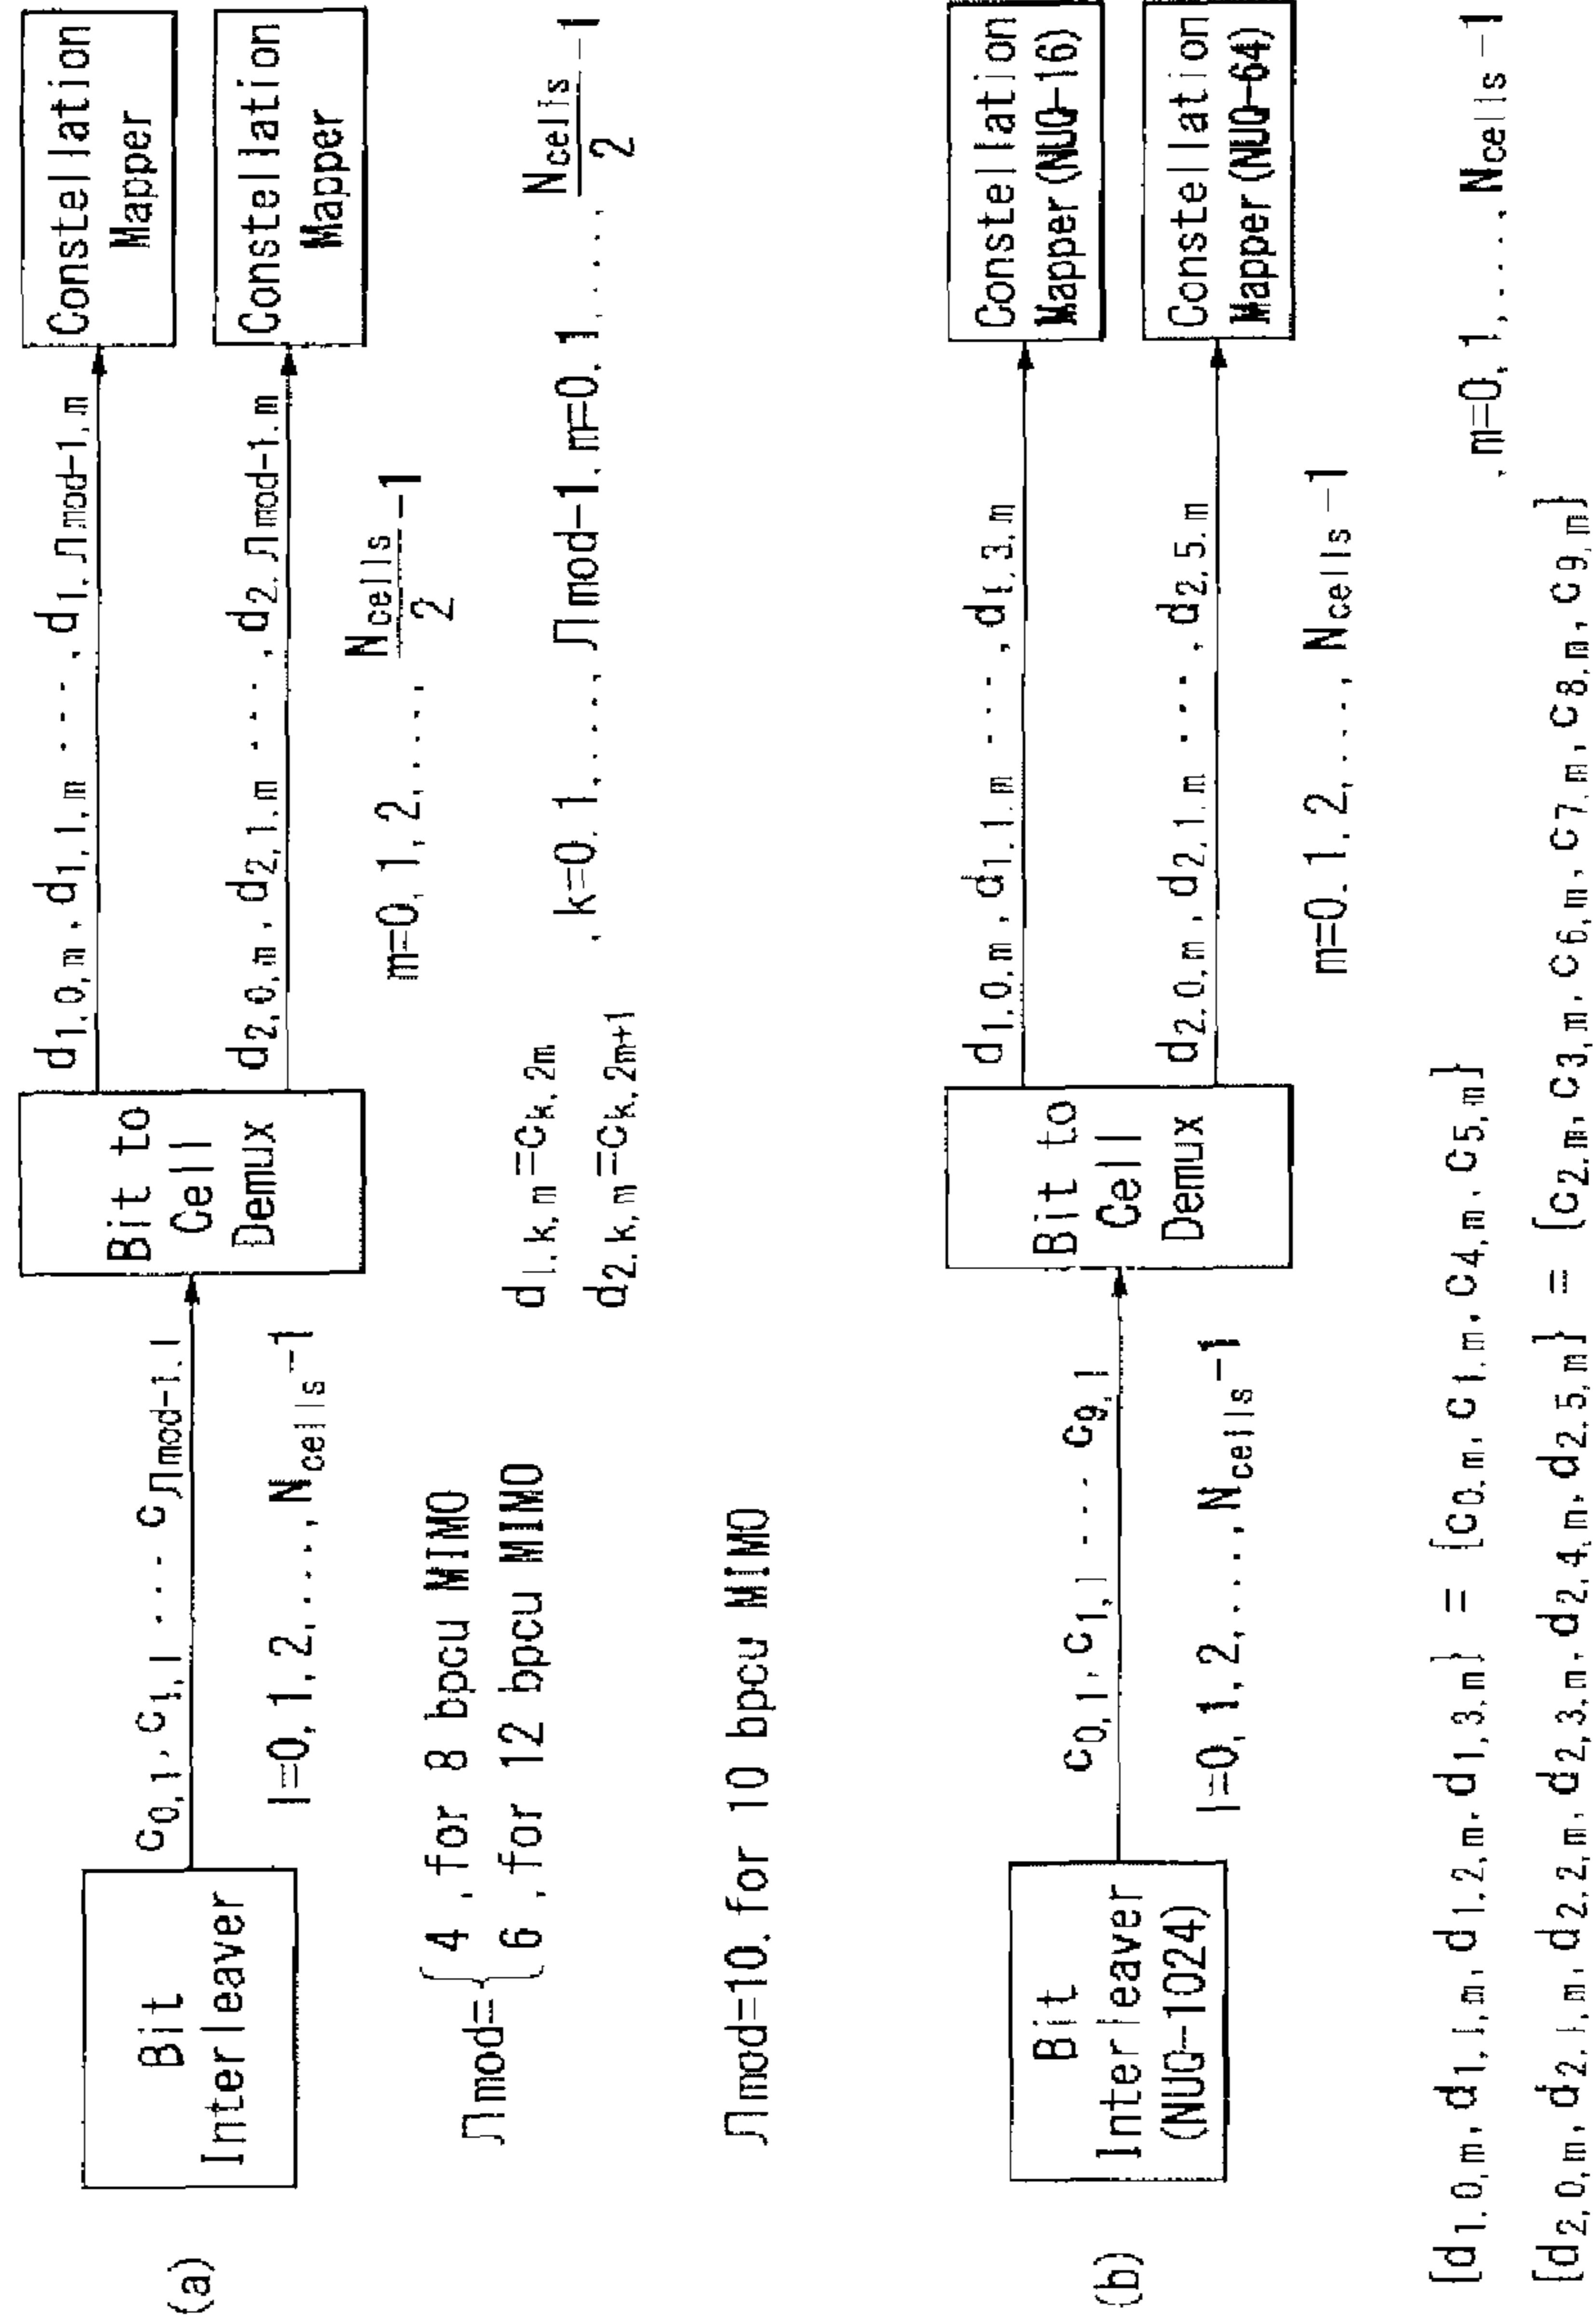 (a)
Bit
Interleaver
c0,l, c1,l ··· cηmod-1,l
l=0, 1, 2, ..., Ncells-1
Bit to
Cell
Demux
d1,0,m, d1,1,m ···, d1,ηmod-1,m
d2,0,m, d2,1,m ···, d2,ηmod-1,m
Constellation
Mapper
Constellation
Mapper
m=0, 1, 2, ..., Ncells/2 -1
ηmod={ 4 , for 8 bpcu MIMO
6 , for 12 bpcu MIMO
d1,k,m=ck,2m
d2,k,m=ck,2m+1
, k=0, 1, ..., ηmod-1, m=0, 1, ..., Ncells/2 -1
ηmod=10, for 10 bpcu MIMO
(b)
Bit
Interleaver
(NUQ-1024)
c0,l, c1,l ··· c9,l
l=0, 1, 2, ..., Ncells-1
Bit to
Cell
Demux
d1,0,m, d1,1,m ···, d1,3,m
d2,0,m, d2,1,m ···, d2,5,m
Constellation
Mapper(NUQ-16)
Constellation
Mapper(NUQ-64)
m=0, 1, 2, ..., Ncells-1
{d1,0,m, d1,1,m, d1,2,m, d1,3,m} = {c0,m, c1,m, c4,m, c5,m}
, m=0, 1, ..., Ncells-1
{d2,0,m, d2,1,m, d2,2,m, d2,3,m, d2,4,m, d2,5,m} = {c2,m, c3,m, c6,m, c7,m, c8,m, c9,m}